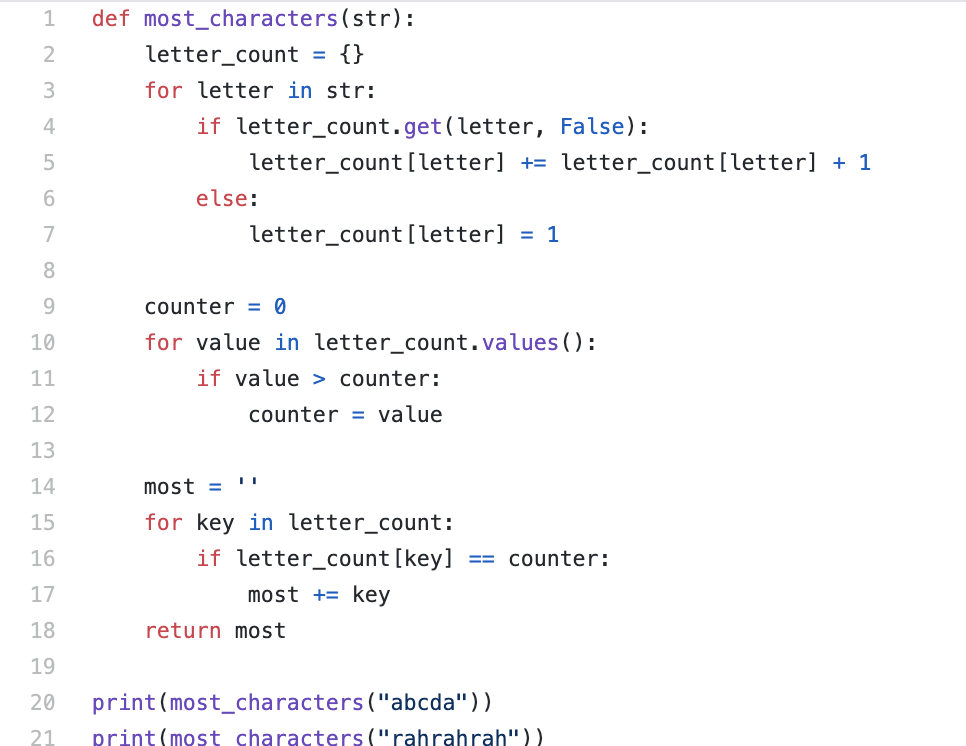 1 def most_characters(str):
2     letter_count = {}
3     for letter in str:
4         if letter_count.get(letter, False):
5             letter_count[letter] += letter_count[letter] + 1
6         else:
7             letter_count[letter] = 1
8
9     counter = 0
10     for value in letter_count.values():
11         if value > counter:
12             counter = value
13
14     most = ''
15     for key in letter_count:
16         if letter_count[key] == counter:
17             most += key
18     return most
19
20 print(most_characters("abcda"))
21 print(most_characters("rahrahrah"))